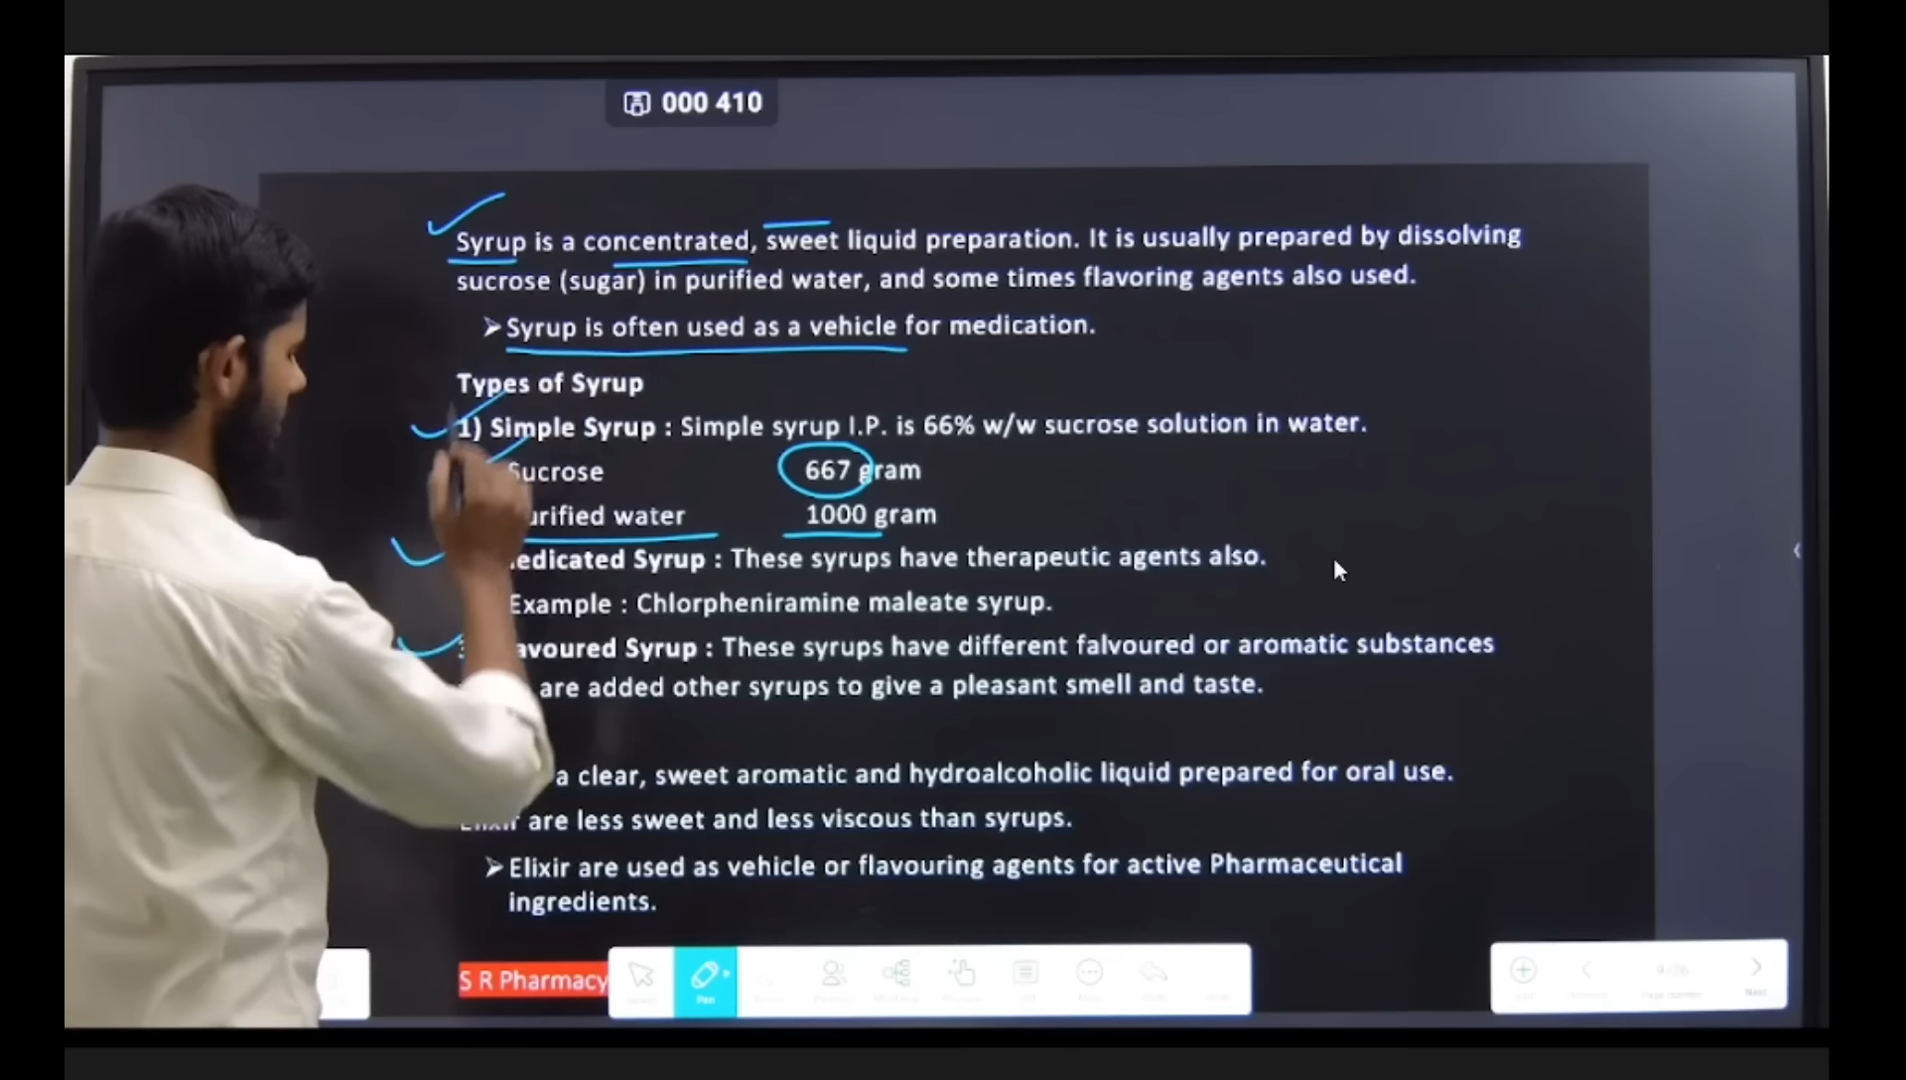 000 410
Syrup is a concentrated, sweet liquid preparation. It is usually prepared by dissolving
sucrose (sugar) in purified water, and some times flavoring agents also used.
➤ Syrup is often used as a vehicle for medication.
Types of Syrup
1) Simple Syrup : Simple syrup I.P. is 66% w/w sucrose solution in water.
Sucrose 667 gram
urified water 1000 gram
edicated Syrup : These syrups have therapeutic agents also.
Example : Chlorpheniramine maleate syrup.
avoured Syrup : These syrups have different falvoured or aromatic substances
are added other syrups to give a pleasant smell and taste.
a clear, sweet aromatic and hydroalcoholic liquid prepared for oral use.
Elixir are less sweet and less viscous than syrups.
➤ Elixir are used as vehicle or flavouring agents for active Pharmaceutical
ingredients.
S R Pharmacy
Pen
Next